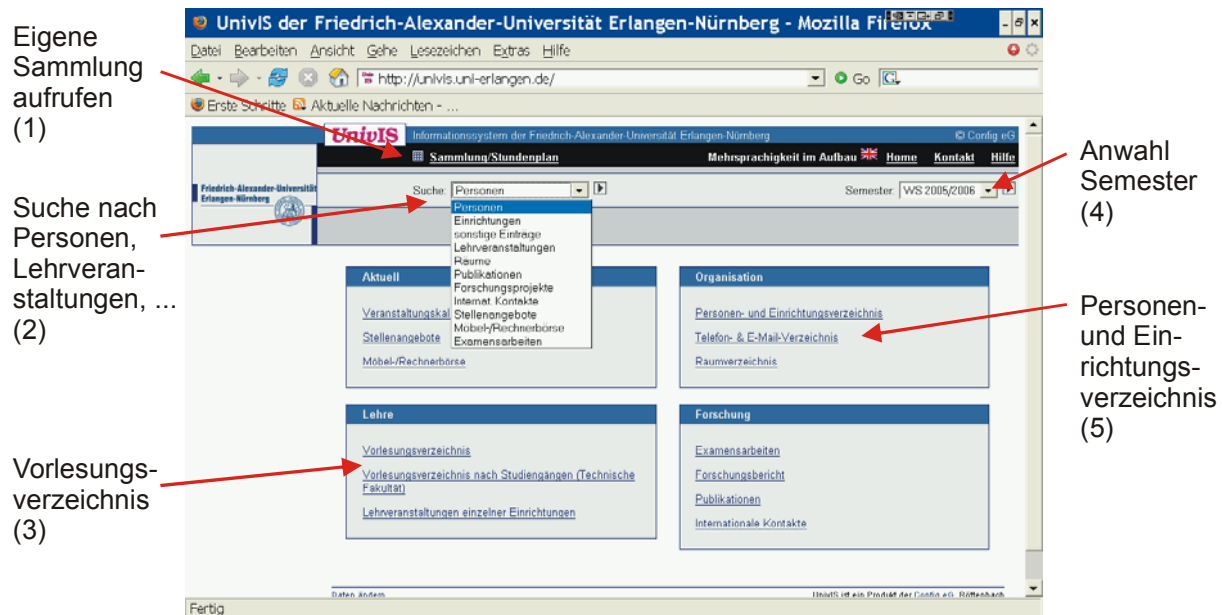 Eigene
Sammlung
aufrufen
(1)
Suche nach
Personen,
Lehrveran-
staltungen, ...
(2)
Vorlesungs-
verzeichnis
(3)
UnivIS der Friedrich-Alexander-Universität Erlangen-Nürnberg - Mozilla Firefox
Datei Bearbeiten Ansicht Gehe Lesezeichen Extras Hilfe
http://univis.uni-erlangen.de/ Go
Erste Schritte Aktuelle Nachrichten - ...
UnivIS Informationssystem der Friedrich-Alexander-Universität Erlangen-Nürnberg © Config eG
Sammlung/Stundenplan Mehrsprachigkeit im Aufbau Home Kontakt Hilfe
Friedrich-Alexander-Universität
Erlangen-Nürnberg
Suche: Personen Semester: WS 2005/2006
Personen
Einrichtungen
sonstige Einträge
Lehrveranstaltungen
Räume
Publikationen
Forschungsprojekte
Internat. Kontakte
Stellenangebote
Möbel-/Rechnerbörse
Examensarbeiten
Aktuell
Veranstaltungskal
Stellenangebote
Möbel-/Rechnerbörse
Organisation
Personen- und Einrichtungsverzeichnis
Telefon- & E-Mail-Verzeichnis
Raumverzeichnis
Lehre
Vorlesungsverzeichnis
Vorlesungsverzeichnis nach Studiengängen (Technische
Fakultät)
Lehrveranstaltungen einzelner Einrichtungen
Forschung
Examensarbeiten
Forschungsbericht
Publikationen
Internationale Kontakte
Daten ändern UnivIS ist ein Produkt der Config eG, Röttenbach
Fertig
Anwahl
Semester
(4)
Personen-
und Ein-
richtungs-
verzeichnis
(5)